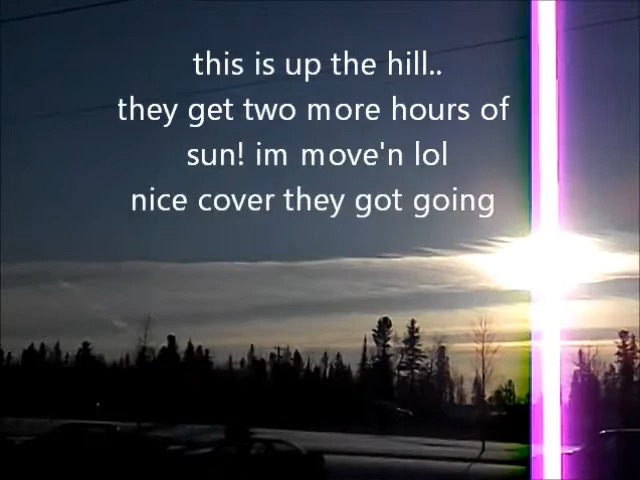 this is up the hill..
they get two more hours of
sun! im move'n lol
nice cover they got going